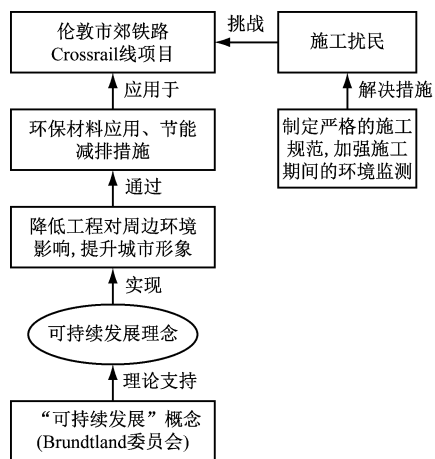 伦敦市郊铁路
Crossrail线项目
挑战
施工扰民
应用于
解决措施
环保材料应用、节能
减排措施
制定严格的施工
规范,加强施工
期间的环境监测
通过
降低工程对周边环境
影响,提升城市形象
实现
可持续发展理念
理论支持
“可持续发展”概念
(Brundtland委员会)